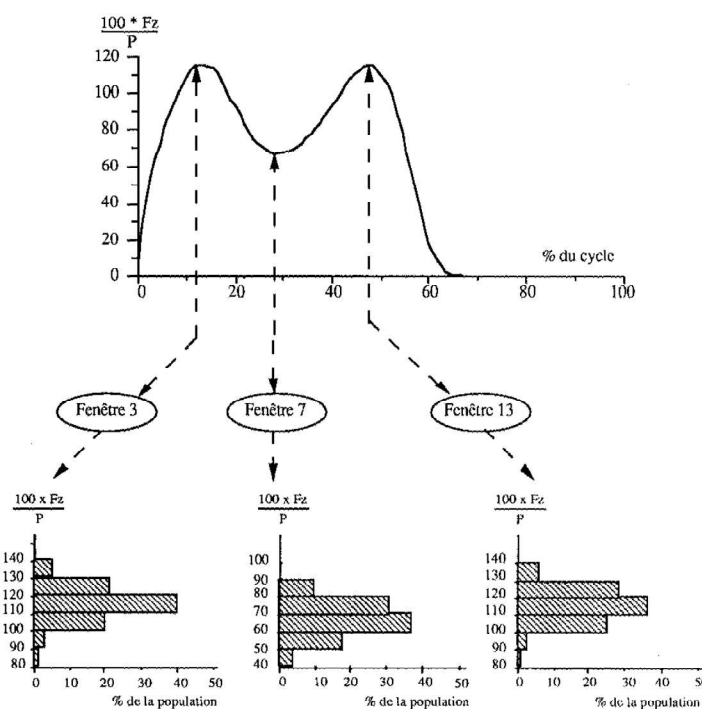 100 * Fz
P
120
100
80
60
40
20
0
% du cycle
0 20 40 60 80 100
Fenêtre 3
Fenêtre 7
Fenêtre 13
100 x Fz
P
140
130
120
110
100
90
80
0 10 20 30 40 50
% de la population
100 x Fz
P
100
90
80
70
60
50
40
0 10 20 30 40 50
% de la population
100 x Fz
P
140
130
120
110
100
90
80
0 10 20 30 40 50
% de la population